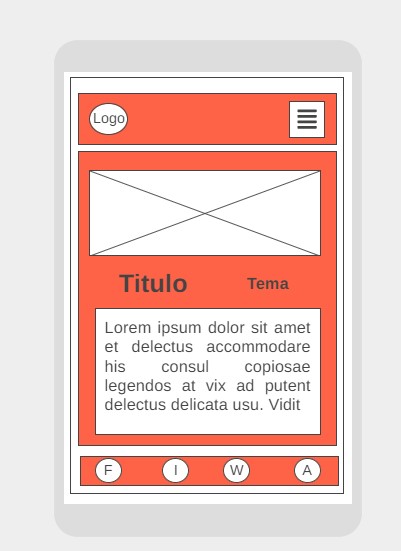 Logo
Titulo Tema
Lorem ipsum dolor sit amet
et delectus accommodare
his consul copiosae
legendos at vix ad putent
delectus delicata usu. Vidit
F I W A